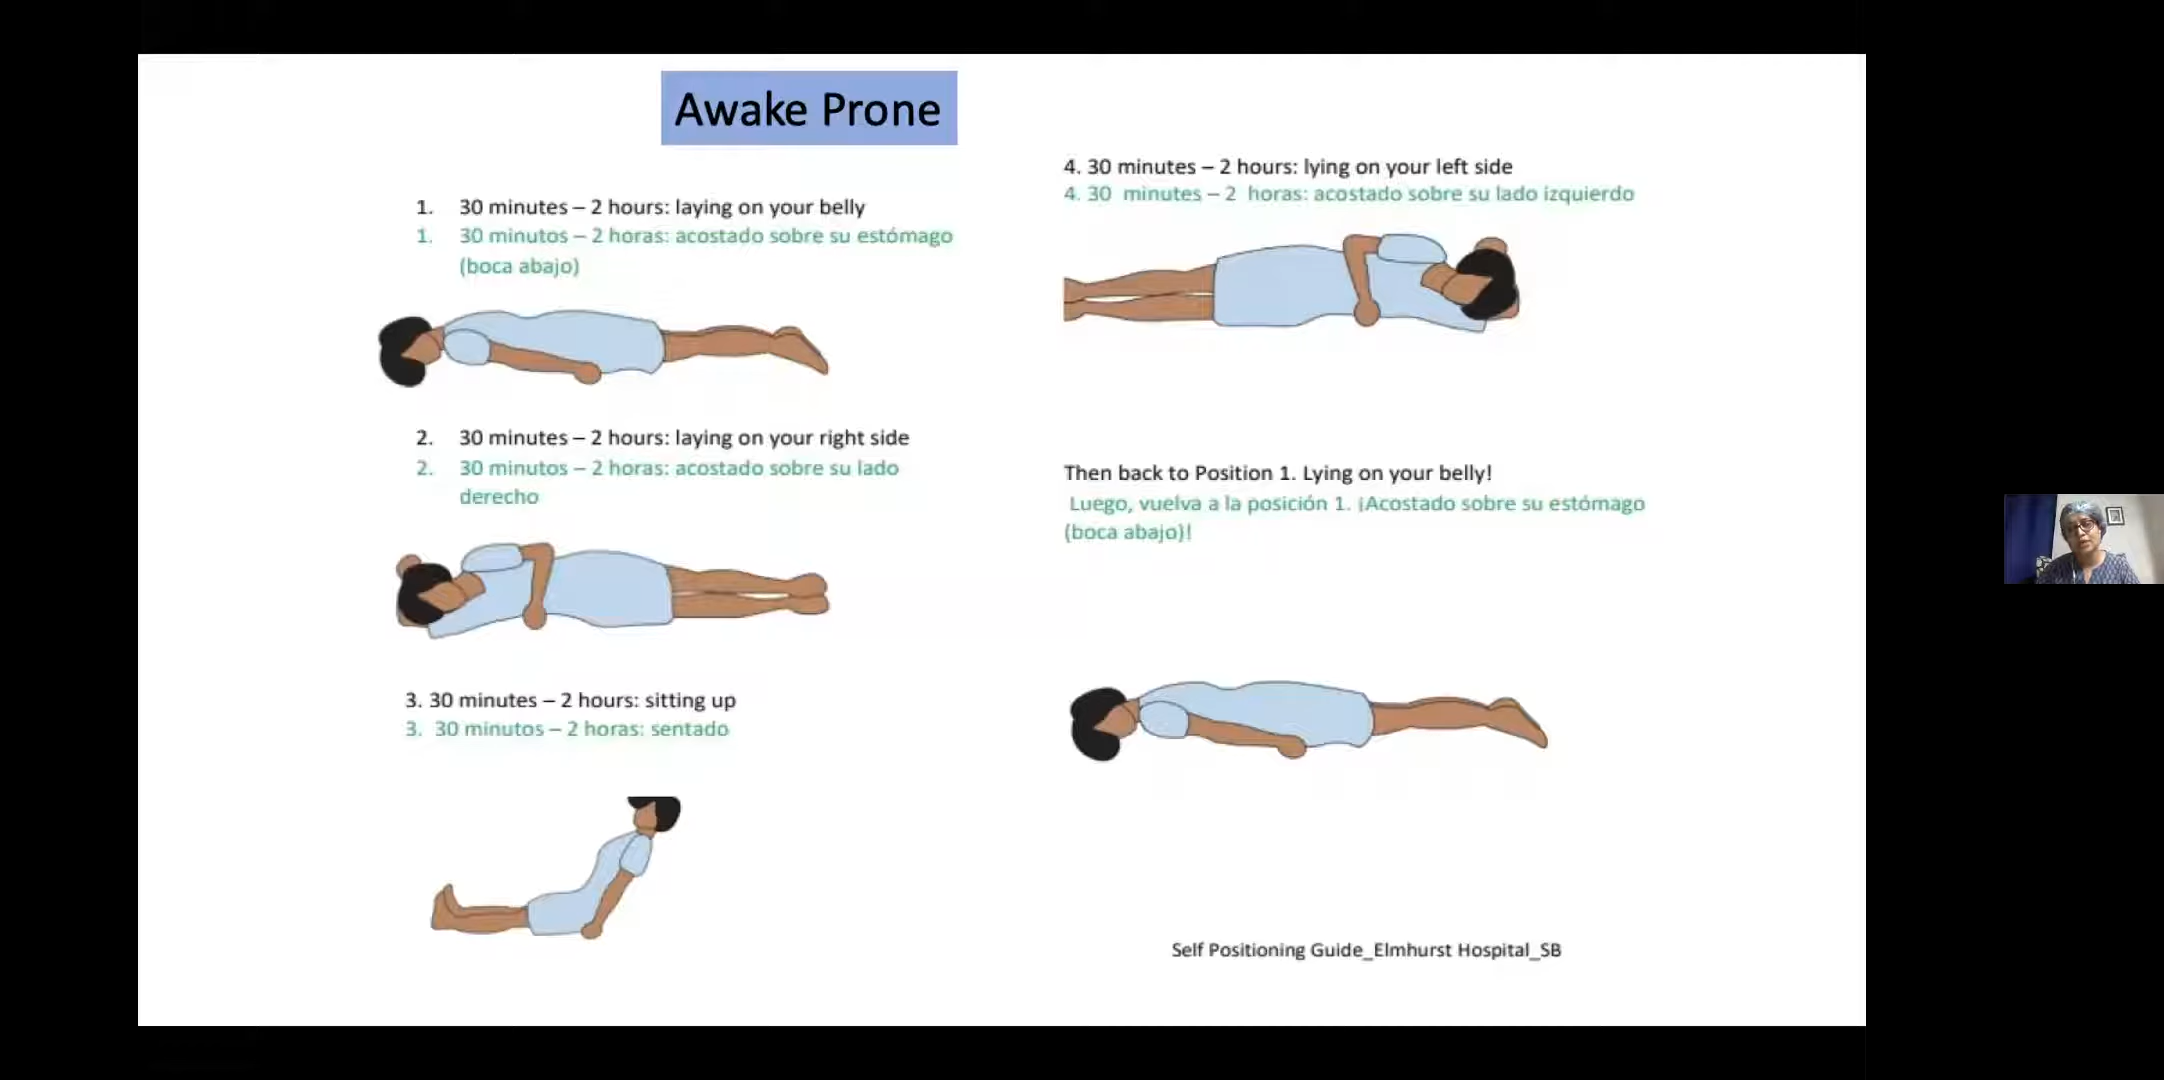 Awake Prone
1. 30 minutes – 2 hours: laying on your belly
1. 30 minutos – 2 horas: acostado sobre su estómago
(boca abajo)
2. 30 minutes – 2 hours: laying on your right side
2. 30 minutos – 2 horas: acostado sobre su lado
derecho
3. 30 minutes – 2 hours: sitting up
3. 30 minutos – 2 horas: sentado
4. 30 minutes – 2 hours: lying on your left side
4. 30 minutes – 2 horas: acostado sobre su lado izquierdo
Then back to Position 1. Lying on your belly!
Luego, vuelva a la posición 1. ¡Acostado sobre su estómago
(boca abajo)!
Self Positioning Guide_Elmhurst Hospital_SB